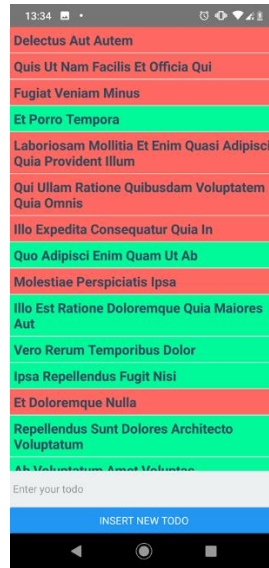 13:34
Delectus Aut Autem
Quis Ut Nam Facilis Et Officia Qui
Fugiat Veniam Minus
Et Porro Tempora
Laboriosam Mollitia Et Enim Quasi Adipisci
Quia Provident Illum
Qui Ullam Ratione Quibusdam Voluptatem
Quia Omnis
Illo Expedita Consequatur Quia In
Quo Adipisci Enim Quam Ut Ab
Molestiae Perspiciatis Ipsa
Illo Est Ratione Doloremque Quia Maiores
Aut
Vero Rerum Temporibus Dolor
Ipsa Repellendus Fugit Nisi
Et Doloremque Nulla
Repellendus Sunt Dolores Architecto
Voluptatum
Ab Voluptatum Amet Voluptas
Enter your todo
INSERT NEW TODO